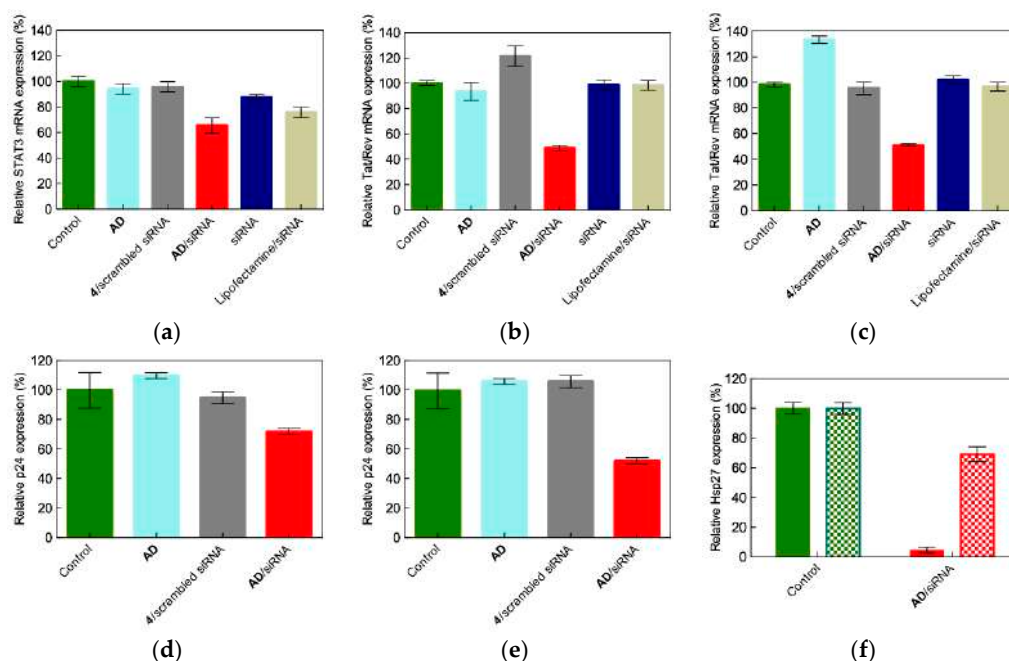 Relative STAT3 mRNA expression (%)
140
120
100
80
60
40
20
0
Control
AD
4/scrambled siRNA
AD/siRNA
siRNA
Lipofectamine/siRNA
(a)
Relative Tat/Rev mRNA expression (%)
140
120
100
80
60
40
20
0
Control
AD
4/scrambled siRNA
AD/siRNA
siRNA
Lipofectamine/siRNA
(b)
Relative Tat/Rev mRNA expression (%)
140
120
100
80
60
40
20
0
Control
AD
4/scrambled siRNA
AD/siRNA
siRNA
Lipofectamine/siRNA
(c)
Relative p24 expression (%)
120
100
80
60
40
20
0
Control
AD
4/scrambled siRNA
AD/siRNA
(d)
Relative p24 expression (%)
120
100
80
60
40
20
0
Control
AD
4/scrambled siRNA
AD/siRNA
(e)
Relative Hsp27 expression (%)
120
100
80
60
40
20
0
Control
AD/siRNA
(f)